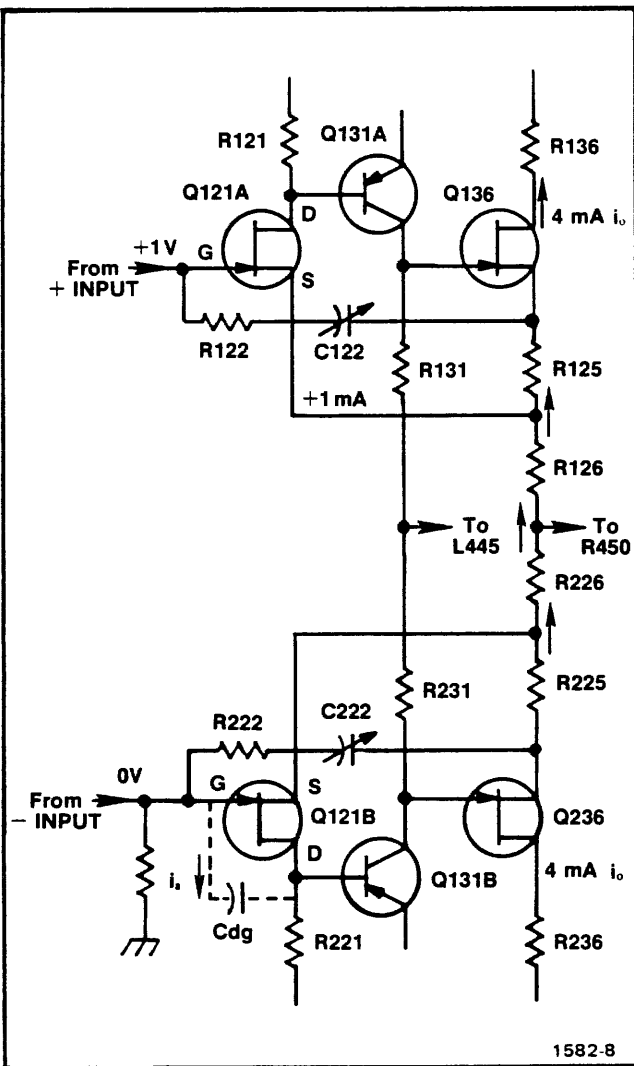 R121
Q131A
R136
Q121A
Q136
D
4 mA io
+1V
G
From
+ INPUT
S
R122
C122
R131
R125
+1 mA
R126
To
L445
To
R450
R226
R231
R225
C222
R222
0V
G
S
From
− INPUT
Q121B
Q236
D
is
Q131B
4 mA io
Cdg
R221
R236
1582-8